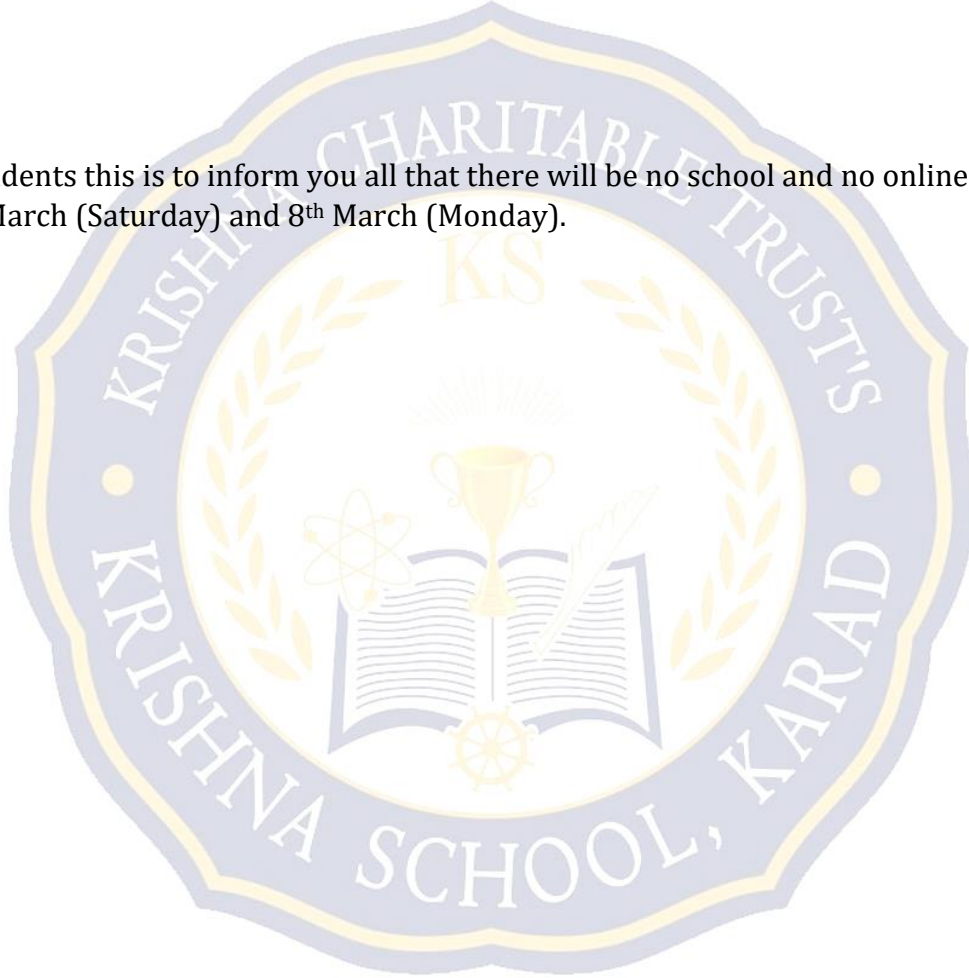 dents this is to inform you all that there will be no school and no online
March (Saturday) and 8th March (Monday).
KRISHNA CHARITABLE TRUST'S
KS
KRISHNA SCHOOL, KARAD